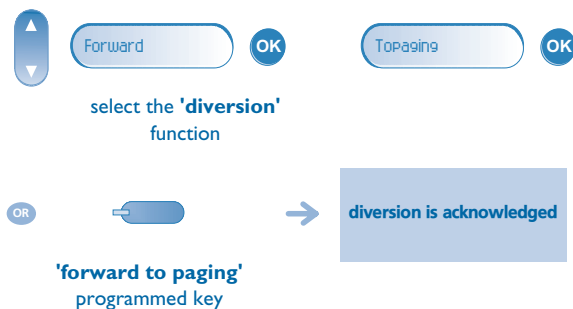 Forward OK Topaging OK
select the 'diversion'
function
OR diversion is acknowledged
'forward to paging'
programmed key